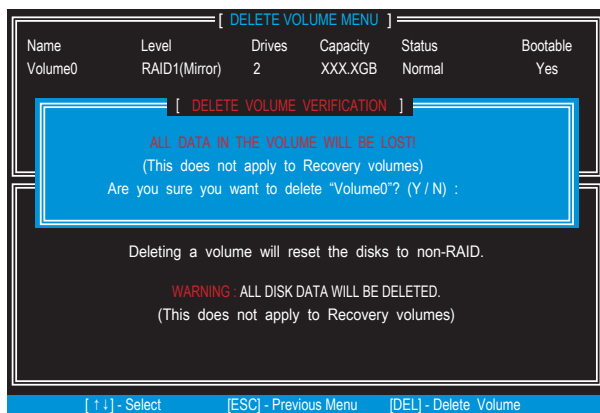 [ DELETE VOLUME MENU ]
Name Level Drives Capacity Status Bootable
Volume0 RAID1(Mirror) 2 XXX.XGB Normal Yes
[ DELETE VOLUME VERIFICATION ]
ALL DATA IN THE VOLUME WILL BE LOST!
(This does not apply to Recovery volumes)
Are you sure you want to delete “Volume0”? (Y / N) :
Deleting a volume will reset the disks to non-RAID.
WARNING : ALL DISK DATA WILL BE DELETED.
(This does not apply to Recovery volumes)
[ ↑↓] - Select [ESC] - Previous Menu [DEL] - Delete Volume